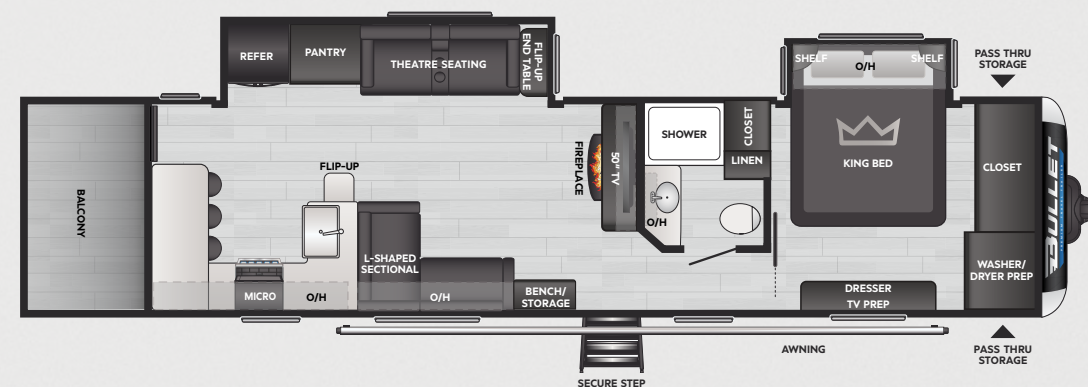 REFER
PANTRY
THEATRE SEATING
FLIP-UP
END TABLE
SHELF
O/H
SHELF
PASS THRU
STORAGE
BALCONY
FLIP-UP
FIREPLACE
50" TV
SHOWER
CLOSET
LINEN
O/H
KING BED
CLOSET
BULLET
L-SHAPED
SECTIONAL
MICRO
O/H
O/H
BENCH/
STORAGE
DRESSER
TV PREP
WASHER/
DRYER PREP
AWNING
PASS THRU
STORAGE
SECURE STEP